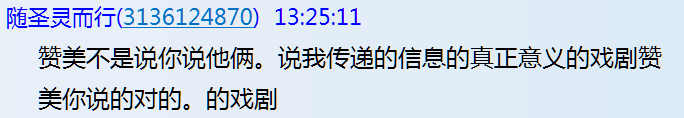 随圣灵而行(3136124870) 13:25:11
赞美不是说你说他俩。说我传递的信息的真正意义的戏剧赞
美你说的对的。的戏剧